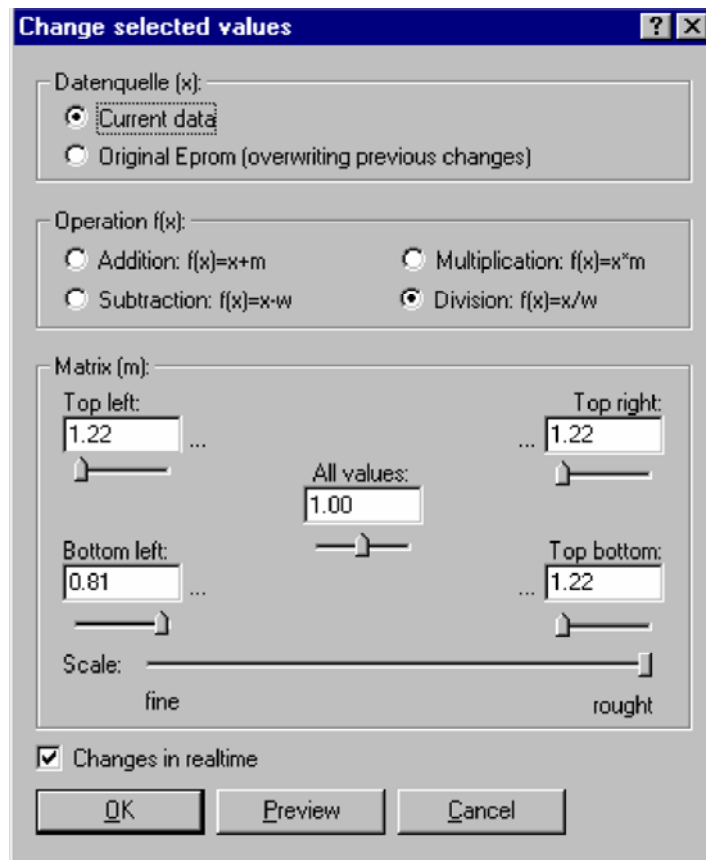 Change selected values
Datenquelle (x):
Current data
Original Eprom (overwriting previous changes)
Operation f(x):
Addition: f(x)=x+m
Multiplication: f(x)=x*m
Subtraction: f(x)=x-w
Division: f(x)=x/w
Matrix (m):
Top left:
Top right:
1.22 ...
... 1.22
All values:
1.00
Bottom left:
Top bottom:
0.81 ...
... 1.22
Scale:
fine
rought
Changes in realtime
OK
Preview
Cancel